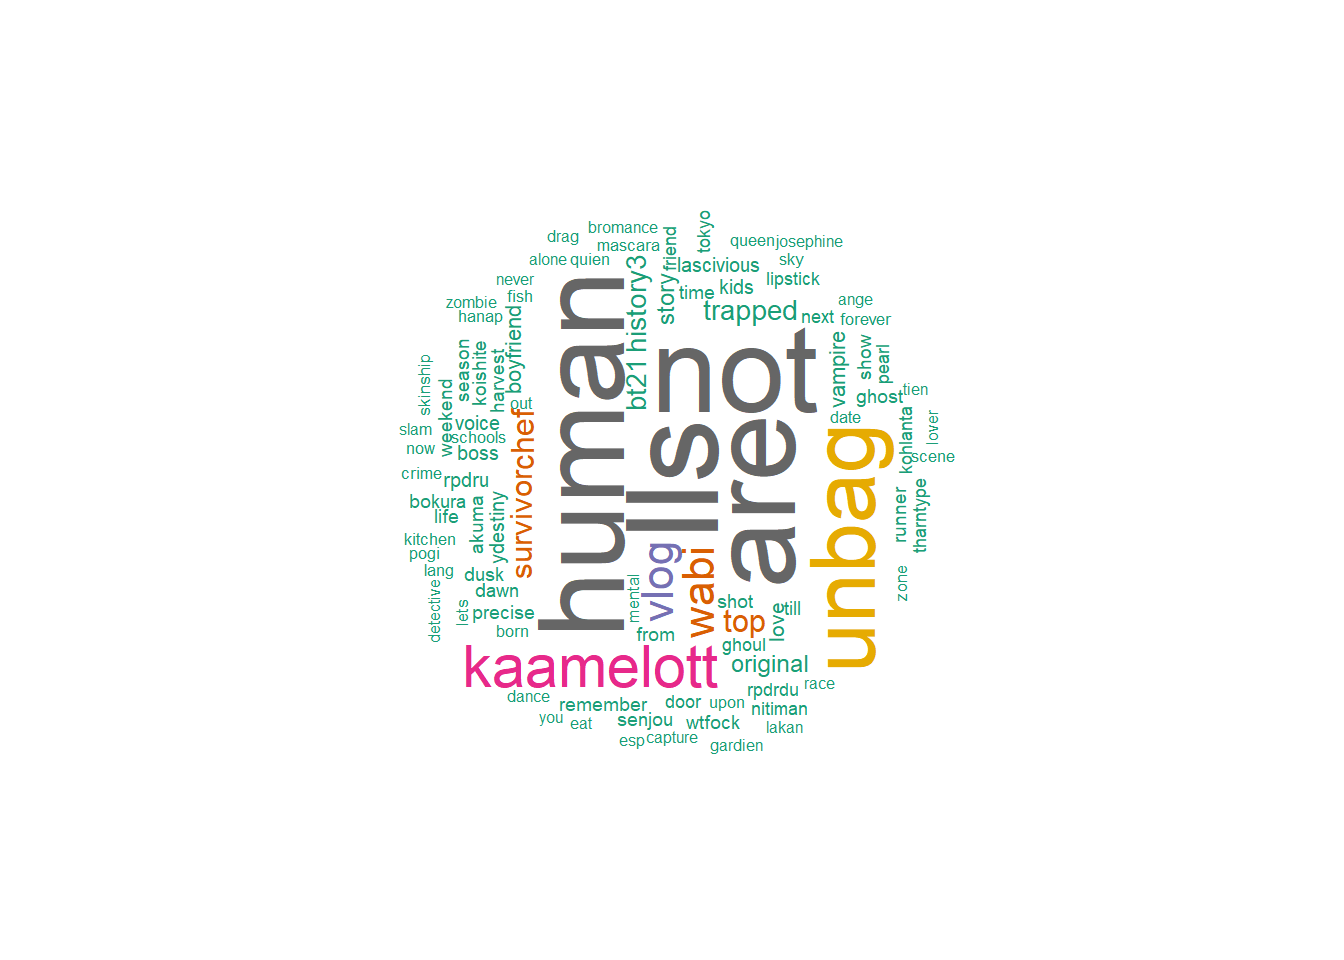 tokyo
bromance
drag
mascara
friend
queen
josephine
alone
quien
lascivious
sky
never
history3
story
time
kids
lipstick
zombie
fish
hanap
trapped
next
ange
forever
human
not
boyfriend
season
koishite
harvest
bt21
vampire
show
pearl
skinship
weekend
out
ghost
tien
date
slam
voice
schools
now
boss
survivorchef
lls
are
unbag
kohlanta
lover
scene
crime
rpdru
bokura
life
akuma
ydestiny
runner
tharntype
kitchen
pogi
lang
dusk
dawn
vlog
wabi
mental
zone
detective
lets
precise
born
shot
top
love
till
from
ghoul
kaamelott
original
rpdrdu
race
dance
remember
door
upon
nitiman
you
eat
senjou
wtfock
lakan
esp
capture
gardien